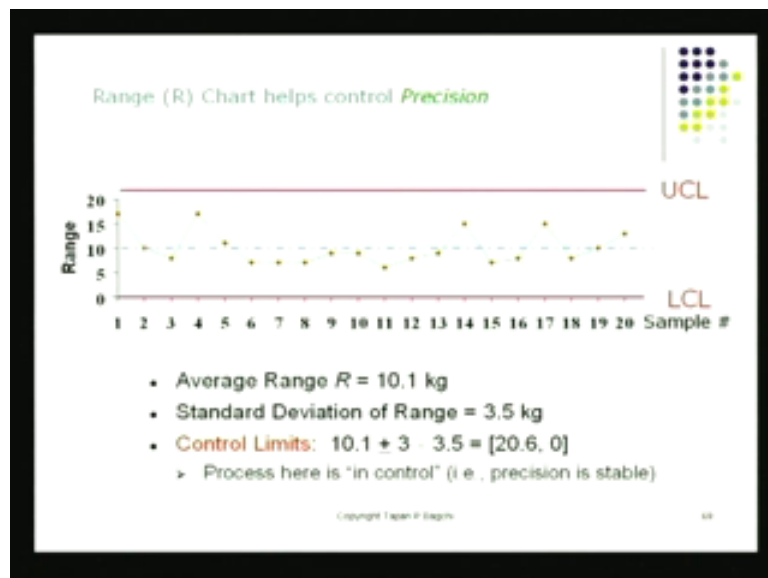 Range (R) Chart helps control Precision
UCL
20
15
10
5
0
Range
LCL
1 2 3 4 5 6 7 8 9 10 11 12 13 14 15 16 17 18 19 20 Sample #
• Average Range R = 10.1 kg
• Standard Deviation of Range = 3.5 kg
• Control Limits: 10.1 ± 3 3.5 = [20.6, 0]
➢ Process here is "in control" (i e , precision is stable)
Copyright Tapan P Bagchi